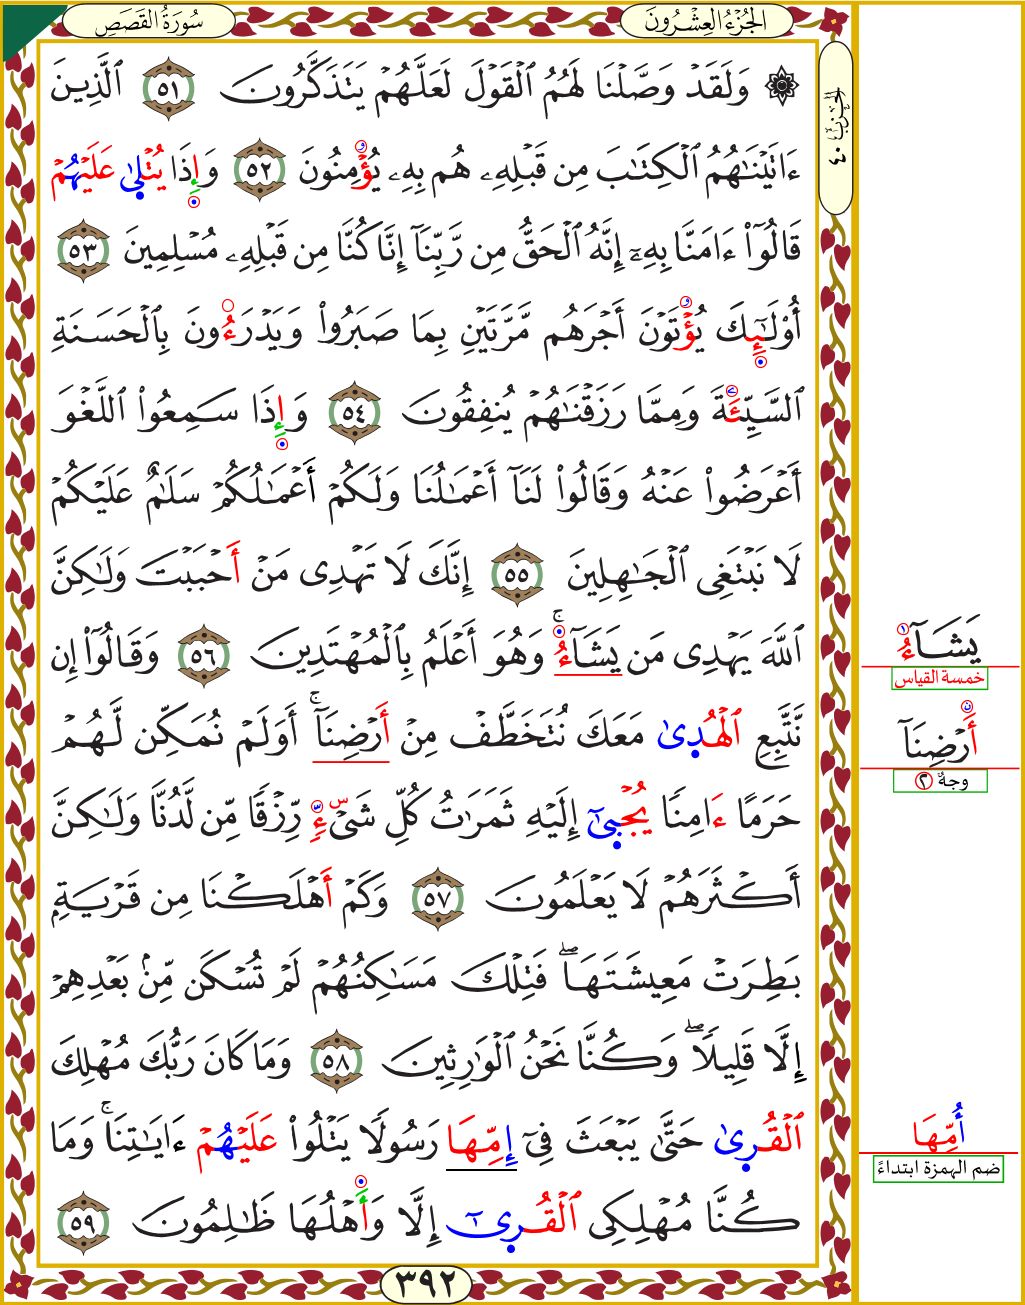 سُورَةُ القَصَصِ
الجُزْءُ العِشْرُونَ
الحِزْبُ ٤٠
۞ وَلَقَدْ وَصَّلْنَا لَهُمُ ٱلْقَوْلَ لَعَلَّهُمْ يَتَذَكَّرُونَ ٥١ ٱلَّذِينَ
ءَاتَيْنَٰهُمُ ٱلْكِتَٰبَ مِن قَبْلِهِۦ هُم بِهِۦ يُؤْمِنُونَ ٥٢ وَإِذَا يُتْلِىٰ عَلَيْهُمْ
قَالُوٓا۟ ءَامَنَّا بِهِۦٓ إِنَّهُ ٱلْحَقُّ مِن رَّبِّنَآ إِنَّا كُنَّا مِن قَبْلِهِۦ مُسْلِمِينَ ٥٣
أُو۟لَٰٓئِكَ يُؤْتَوْنَ أَجْرَهُم مَّرَّتَيْنِ بِمَا صَبَرُوا۟ وَيَدْرَءُونَ بِٱلْحَسَنَةِ
ٱلسَّيِّئَةَ وَمِمَّا رَزَقْنَٰهُمْ يُنفِقُونَ ٥٤ وَإِذَا سَمِعُوا۟ ٱللَّغْوَ
أَعْرَضُوا۟ عَنْهُ وَقَالُوا۟ لَنَآ أَعْمَٰلُنَا وَلَكُمْ أَعْمَٰلُكُمْ سَلَٰمٌ عَلَيْكُمْ
لَا نَبْتَغِى ٱلْجَٰهِلِينَ ٥٥ إِنَّكَ لَا تَهْدِى مَنْ أَحْبَبْتَ وَلَٰكِنَّ
ٱللَّهَ يَهْدِى مَن يَشَآءُ ۚ وَهُوَ أَعْلَمُ بِٱلْمُهْتَدِينَ ٥٦ وَقَالُوٓا۟ إِن
نَّتَّبِعِ ٱلْهُدِىٰ مَعَكَ نُتَخَطَّفْ مِنْ أَرْضِنَآ ۚ أَوَلَمْ نُمَكِّن لَّهُمْ
حَرَمًا ءَامِنًا يُجْبِىٰٓ إِلَيْهِ ثَمَرَٰتُ كُلِّ شَىْءٍ رِّزْقًا مِّن لَّدُنَّا وَلَٰكِنَّ
أَكْثَرَهُمْ لَا يَعْلَمُونَ ٥٧ وَكَمْ أَهْلَكْنَا مِن قَرْيَةٍۭ
بَطِرَتْ مَعِيشَتَهَا ۖ فَتِلْكَ مَسَٰكِنُهُمْ لَمْ تُسْكَن مِّنۢ بَعْدِهِمْ
إِلَّا قَلِيلًا ۖ وَكُنَّا نَحْنُ ٱلْوَٰرِثِينَ ٥٨ وَمَا كَانَ رَبُّكَ مُهْلِكَ
ٱلْقُرِىٰ حَتَّىٰ يَبْعَثَ فِىٓ إِمِّهَا رَسُولًا يَتْلُوا۟ عَلَيْهُمْ ءَايَٰتِنَا ۚ وَمَا
كُنَّا مُهْلِكِى ٱلْقُرِىٰٓ إِلَّا وَأَهْلُهَا ظَٰلِمُونَ ٥٩
٣٩٢
يَشَآءُ
خمسة القياس
أَرْضِنَآ
وجهٌ ٢
أُمِّهَا
ضم الهمزة ابتداءً